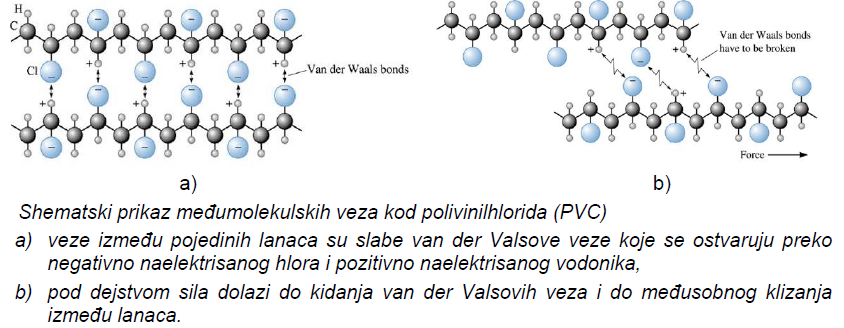 H
C
Cl
Van der Waals bonds
a)
Van der Waals bonds
have to be broken
Force
b)
Shematski prikaz međumolekulskih veza kod polivinilhlorida (PVC)
a) veze između pojedinih lanaca su slabe van der Valsove veze koje se ostvaruju preko
negativno naelektrisanog hlora i pozitivno naelektrisanog vodonika,
b) pod dejstvom sila dolazi do kidanja van der Valsovih veza i do međusobnog klizanja
između lanaca.